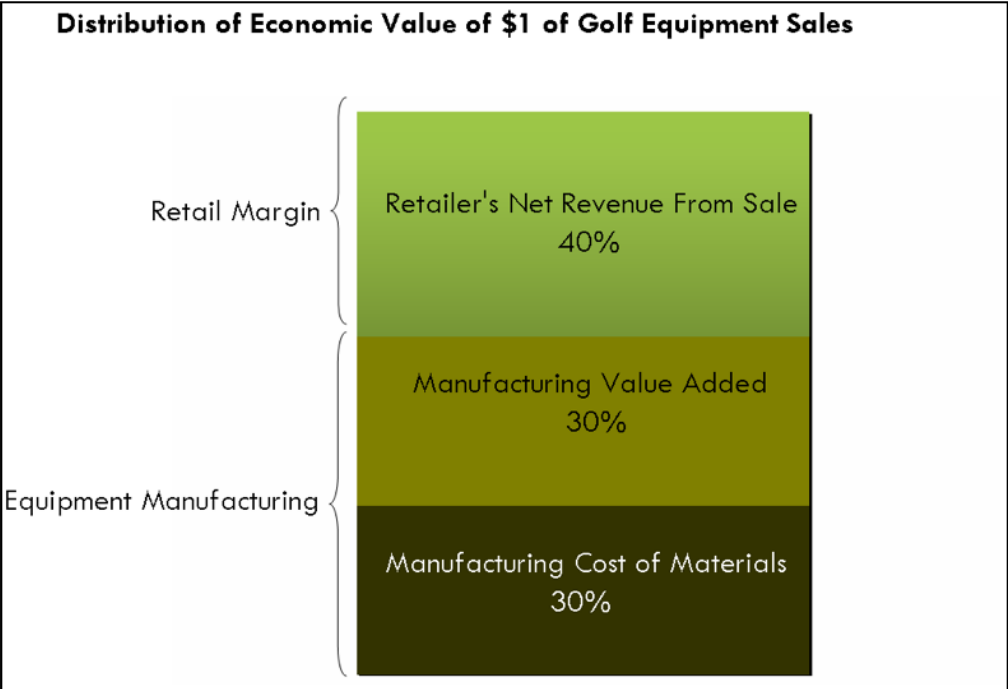 Distribution of Economic Value of $1 of Golf Equipment Sales
Retail Margin
Retailer's Net Revenue From Sale
40%
Manufacturing Value Added
30%
Equipment Manufacturing
Manufacturing Cost of Materials
30%